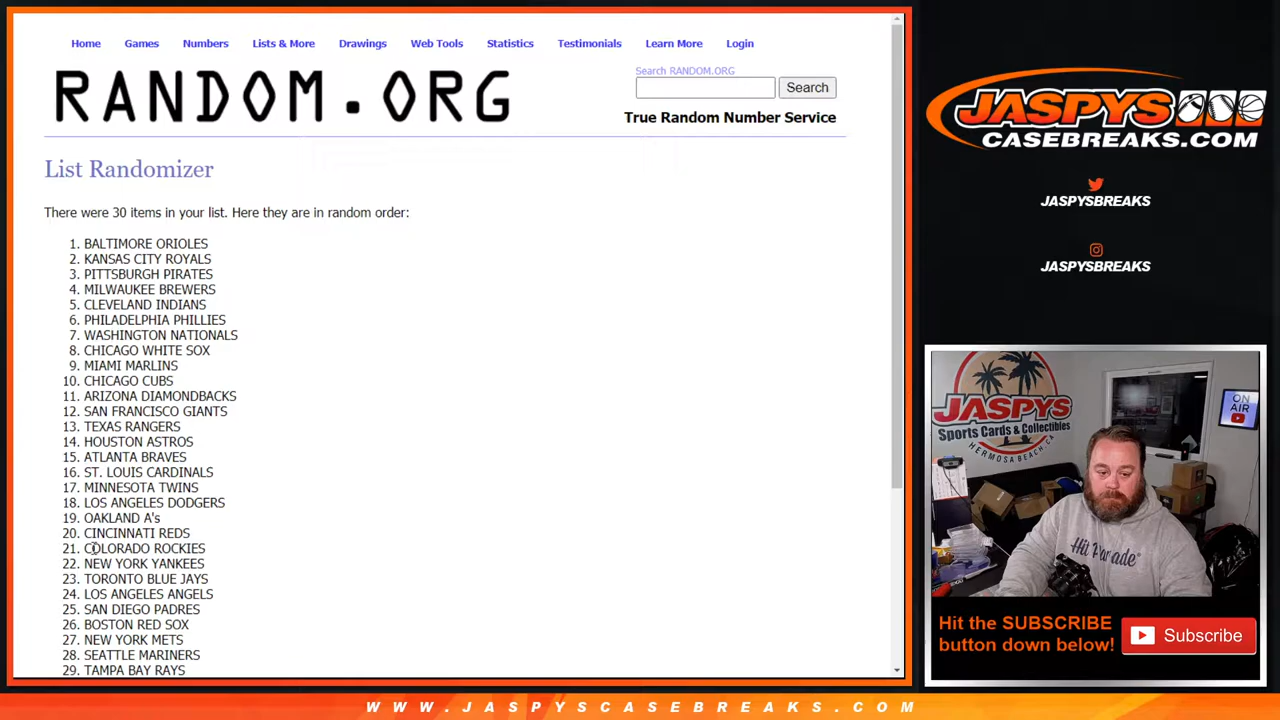 Home Games Numbers Lists & More Drawings Web Tools Statistics Testimonials Learn More Login
RANDOM.ORG
Search RANDOM.ORG
Search
True Random Number Service
List Randomizer
There were 30 items in your list. Here they are in random order:
1. BALTIMORE ORIOLES
2. KANSAS CITY ROYALS
3. PITTSBURGH PIRATES
4. MILWAUKEE BREWERS
5. CLEVELAND INDIANS
6. PHILADELPHIA PHILLIES
7. WASHINGTON NATIONALS
8. CHICAGO WHITE SOX
9. MIAMI MARLINS
10. CHICAGO CUBS
11. ARIZONA DIAMONDBACKS
12. SAN FRANCISCO GIANTS
13. TEXAS RANGERS
14. HOUSTON ASTROS
15. ATLANTA BRAVES
16. ST. LOUIS CARDINALS
17. MINNESOTA TWINS
18. LOS ANGELES DODGERS
19. OAKLAND A's
20. CINCINNATI REDS
21. COLORADO ROCKIES
22. NEW YORK YANKEES
23. TORONTO BLUE JAYS
24. LOS ANGELES ANGELS
25. SAN DIEGO PADRES
26. BOSTON RED SOX
27. NEW YORK METS
28. SEATTLE MARINERS
29. TAMPA BAY RAYS
JASPYS
CASEBREAKS.COM
JASPYSBREAKS
JASPYSBREAKS
JASPYS
Sports Cards & Collectibles
HERMOSA BEACH, CA
ON
AIR
Hit Parade
Hit the SUBSCRIBE
button down below!
Subscribe
WWW.JASPYSCASEBREAKS.COM